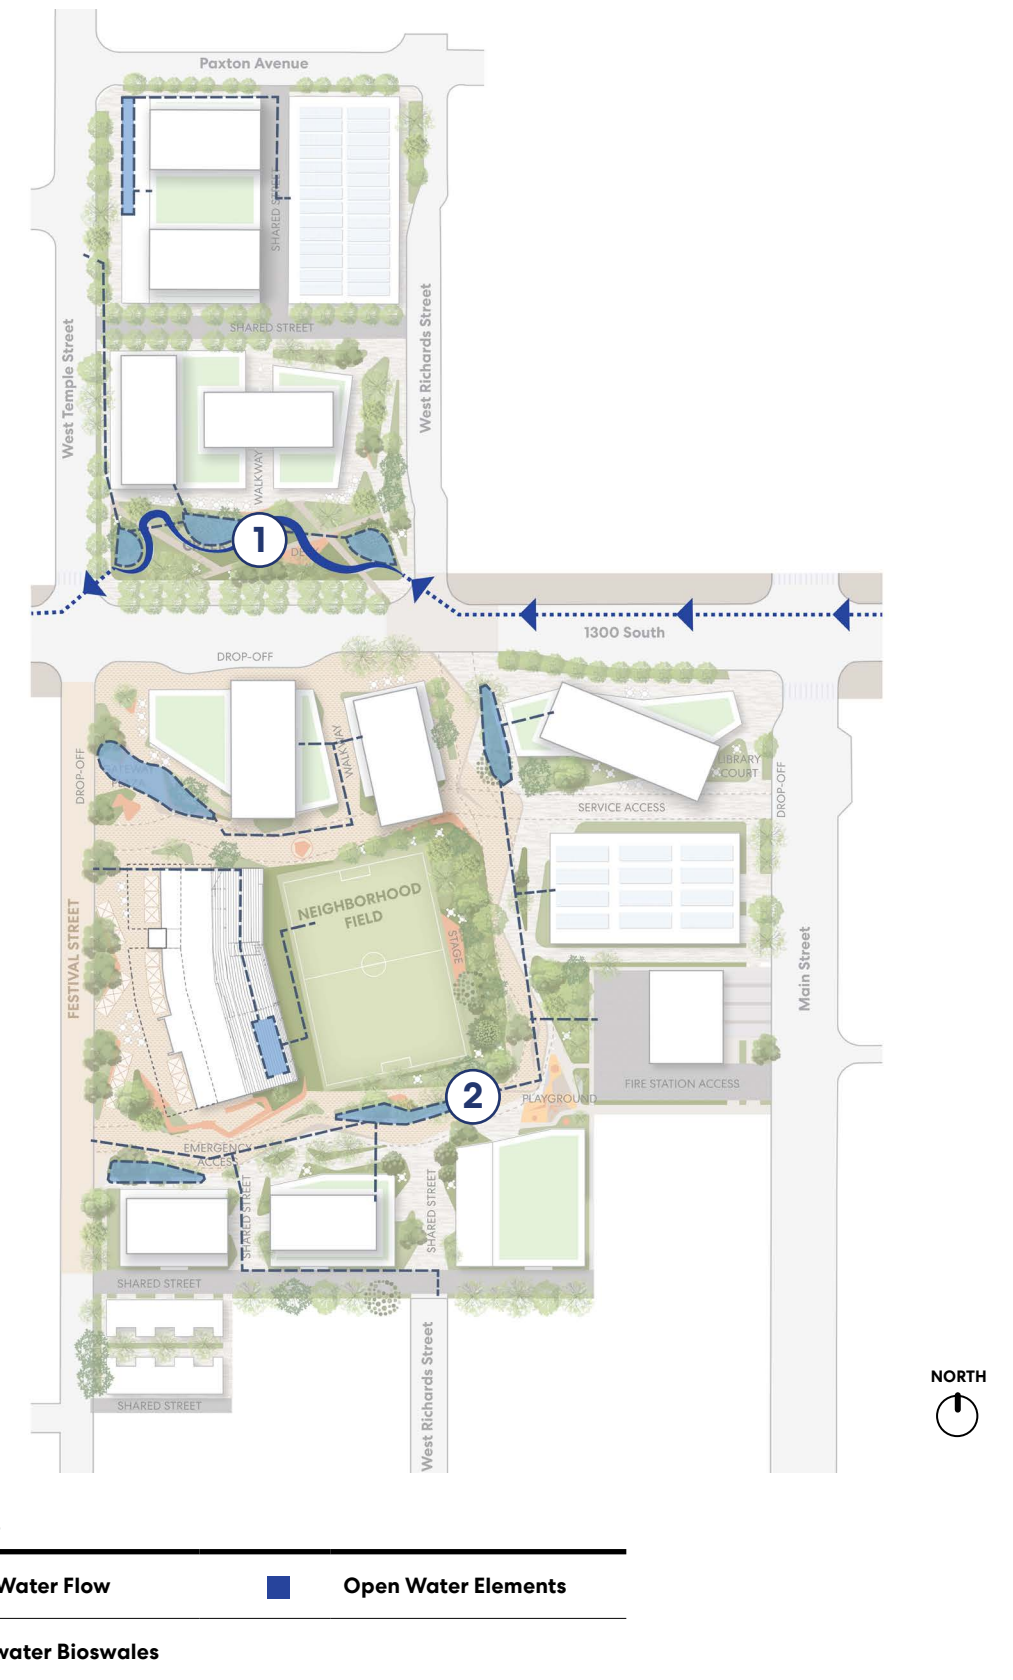 Paxton Avenue
SHARED STREET
SHARED STREET
West Temple Street
West Richards Street
WALKWAY
1
1300 South
DROP-OFF
DROP-OFF
WALKWAY
LIBRARY
COURT
DROP-OFF
SERVICE ACCESS
NEIGHBORHOOD
FIELD
STAGE
FESTIVAL STREET
Main Street
FIRE STATION ACCESS
2
PLAYGROUND
EMERGENCY
ACCESS
SHARED STREET
SHARED STREET
SHARED STREET
West Richards Street
SHARED STREET
NORTH
Water Flow
Open Water Elements
water Bioswales